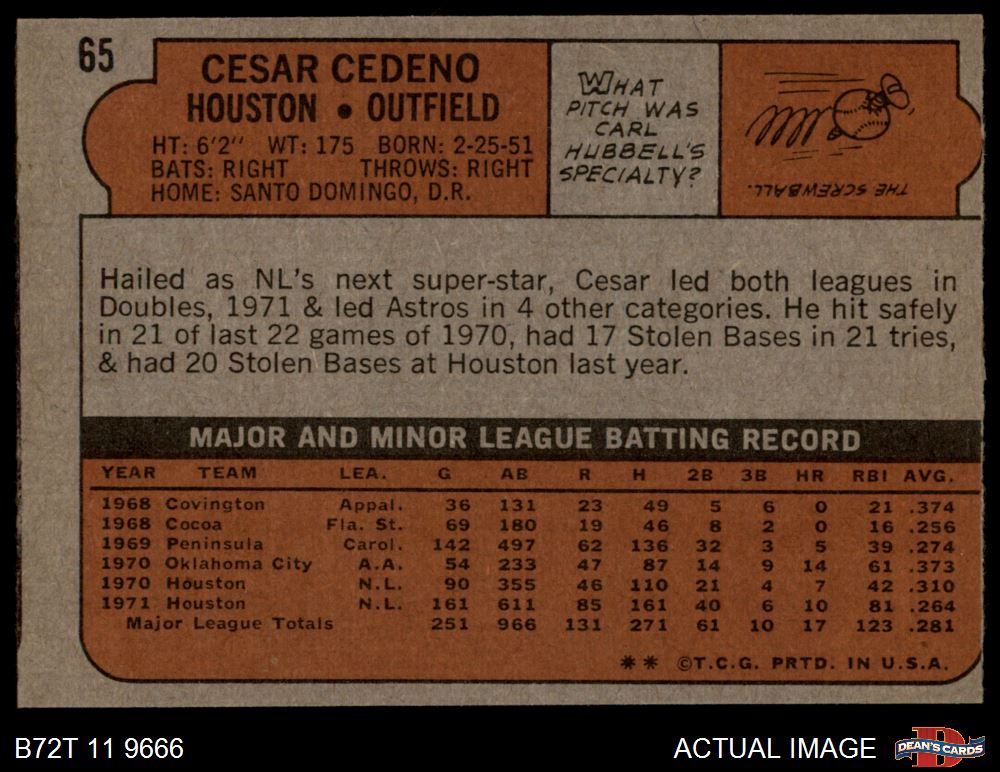 65
CESAR CEDENO
HOUSTON • OUTFIELD
HT: 6'2" WT: 175 BORN: 2-25-51
BATS: RIGHT THROWS: RIGHT
HOME: SANTO DOMINGO, D.R.
WHAT
PITCH WAS
CARL
HUBBELL'S
SPECIALTY?
THE SCREWBALL.
Hailed as NL's next super-star, Cesar led both leagues in
Doubles, 1971 & led Astros in 4 other categories. He hit safely
in 21 of last 22 games of 1970, had 17 Stolen Bases in 21 tries,
& had 20 Stolen Bases at Houston last year.
MAJOR AND MINOR LEAGUE BATTING RECORD
YEAR TEAM LEA. G AB R H 2B 3B HR RBI AVG.
1968 Covington Appal. 36 131 23 49 5 6 0 21 .374
1968 Cocoa Fla. St. 69 180 19 46 8 2 0 16 .256
1969 Peninsula Carol. 142 497 62 136 32 3 5 39 .274
1970 Oklahoma City A.A. 54 233 47 87 14 9 14 61 .373
1970 Houston N.L. 90 355 46 110 21 4 7 42 .310
1971 Houston N.L. 161 611 85 161 40 6 10 81 .264
Major League Totals 251 966 131 271 61 10 17 123 .281
** ©T.C.G. PRTD. IN U.S.A.
B72T 11 9666
ACTUAL IMAGE
DEAN'S CARDS